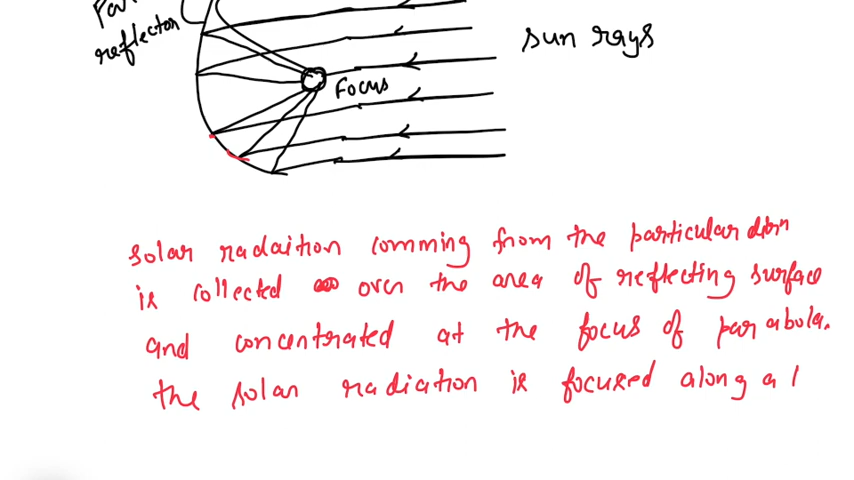 reflector
sun rays
Focus
solar radaition comming from the particular dirn
is collected over the area of reflecting surface
and concentrated at the focus of parabola.
the solar radiation is focused along a l